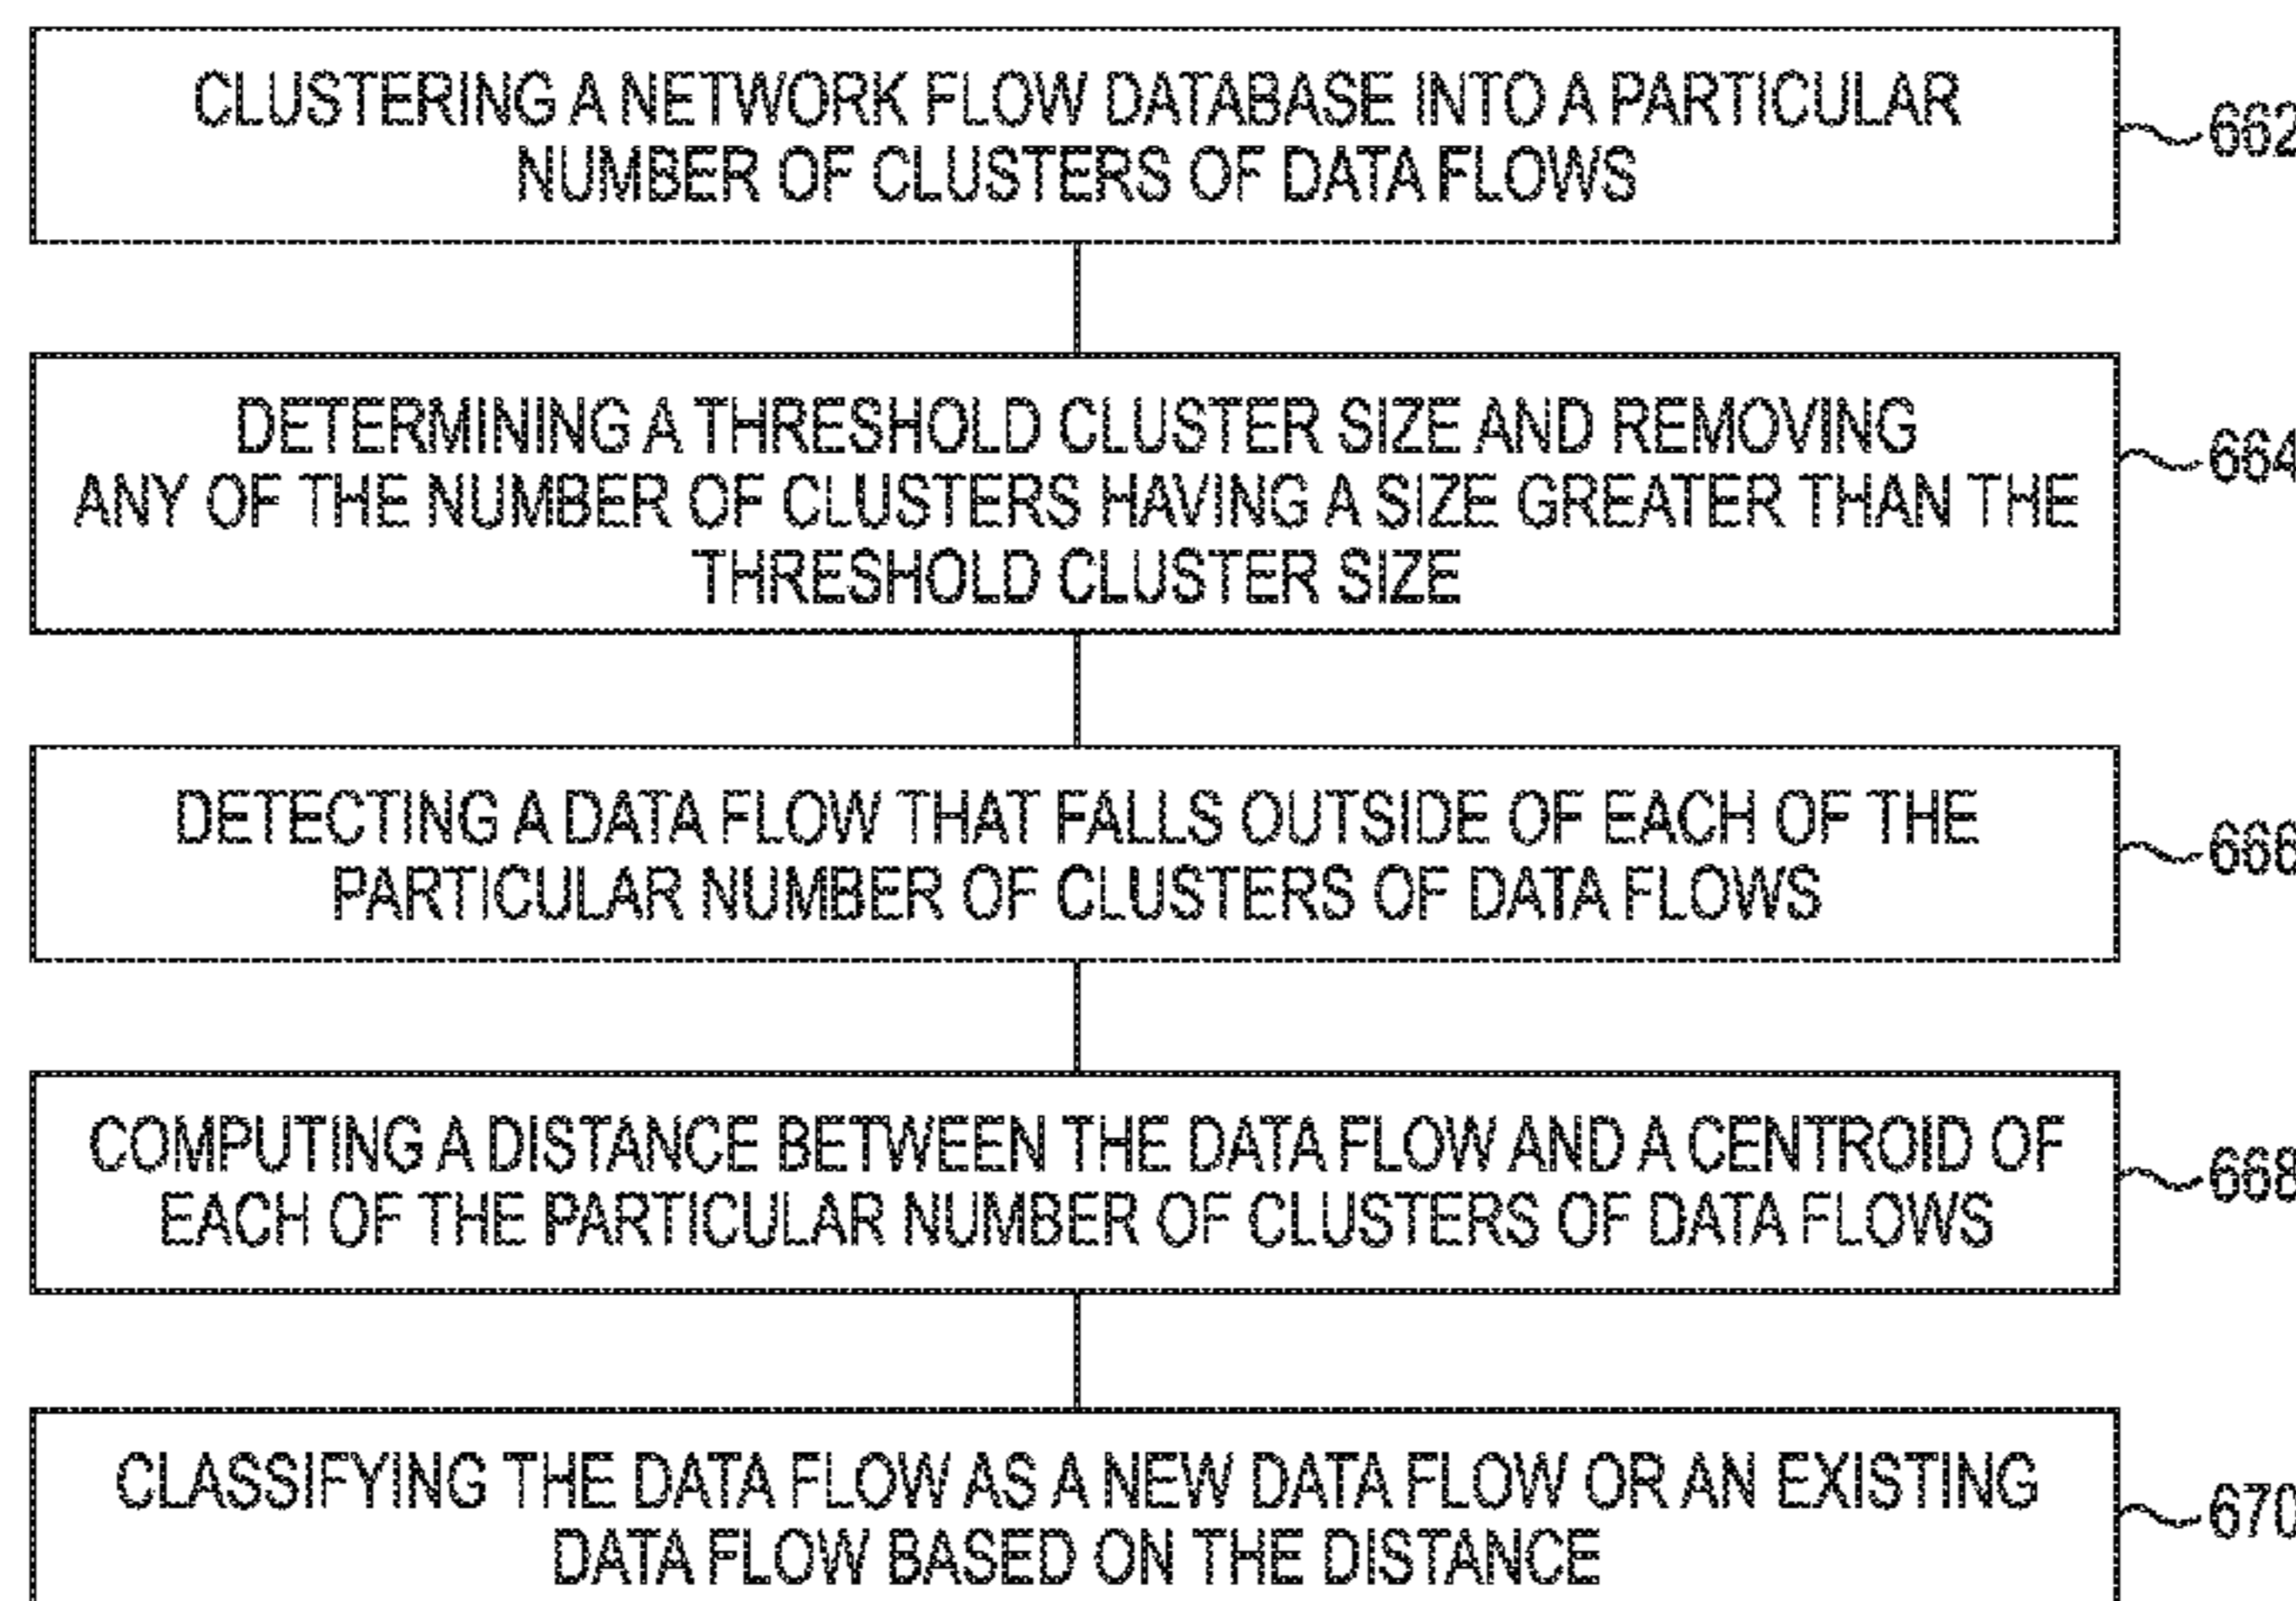 CLUSTERING A NETWORK FLOW DATABASE INTO A PARTICULAR
NUMBER OF CLUSTERS OF DATA FLOWS
662
DETERMINING A THRESHOLD CLUSTER SIZE AND REMOVING
ANY OF THE NUMBER OF CLUSTERS HAVING A SIZE GREATER THAN THE
THRESHOLD CLUSTER SIZE
664
DETECTING A DATA FLOW THAT FALLS OUTSIDE OF EACH OF THE
PARTICULAR NUMBER OF CLUSTERS OF DATA FLOWS
666
COMPUTING A DISTANCE BETWEEN THE DATA FLOW AND A CENTROID OF
EACH OF THE PARTICULAR NUMBER OF CLUSTERS OF DATA FLOWS
668
CLASSIFYING THE DATA FLOW AS A NEW DATA FLOW OR AN EXISTING
DATA FLOW BASED ON THE DISTANCE
670